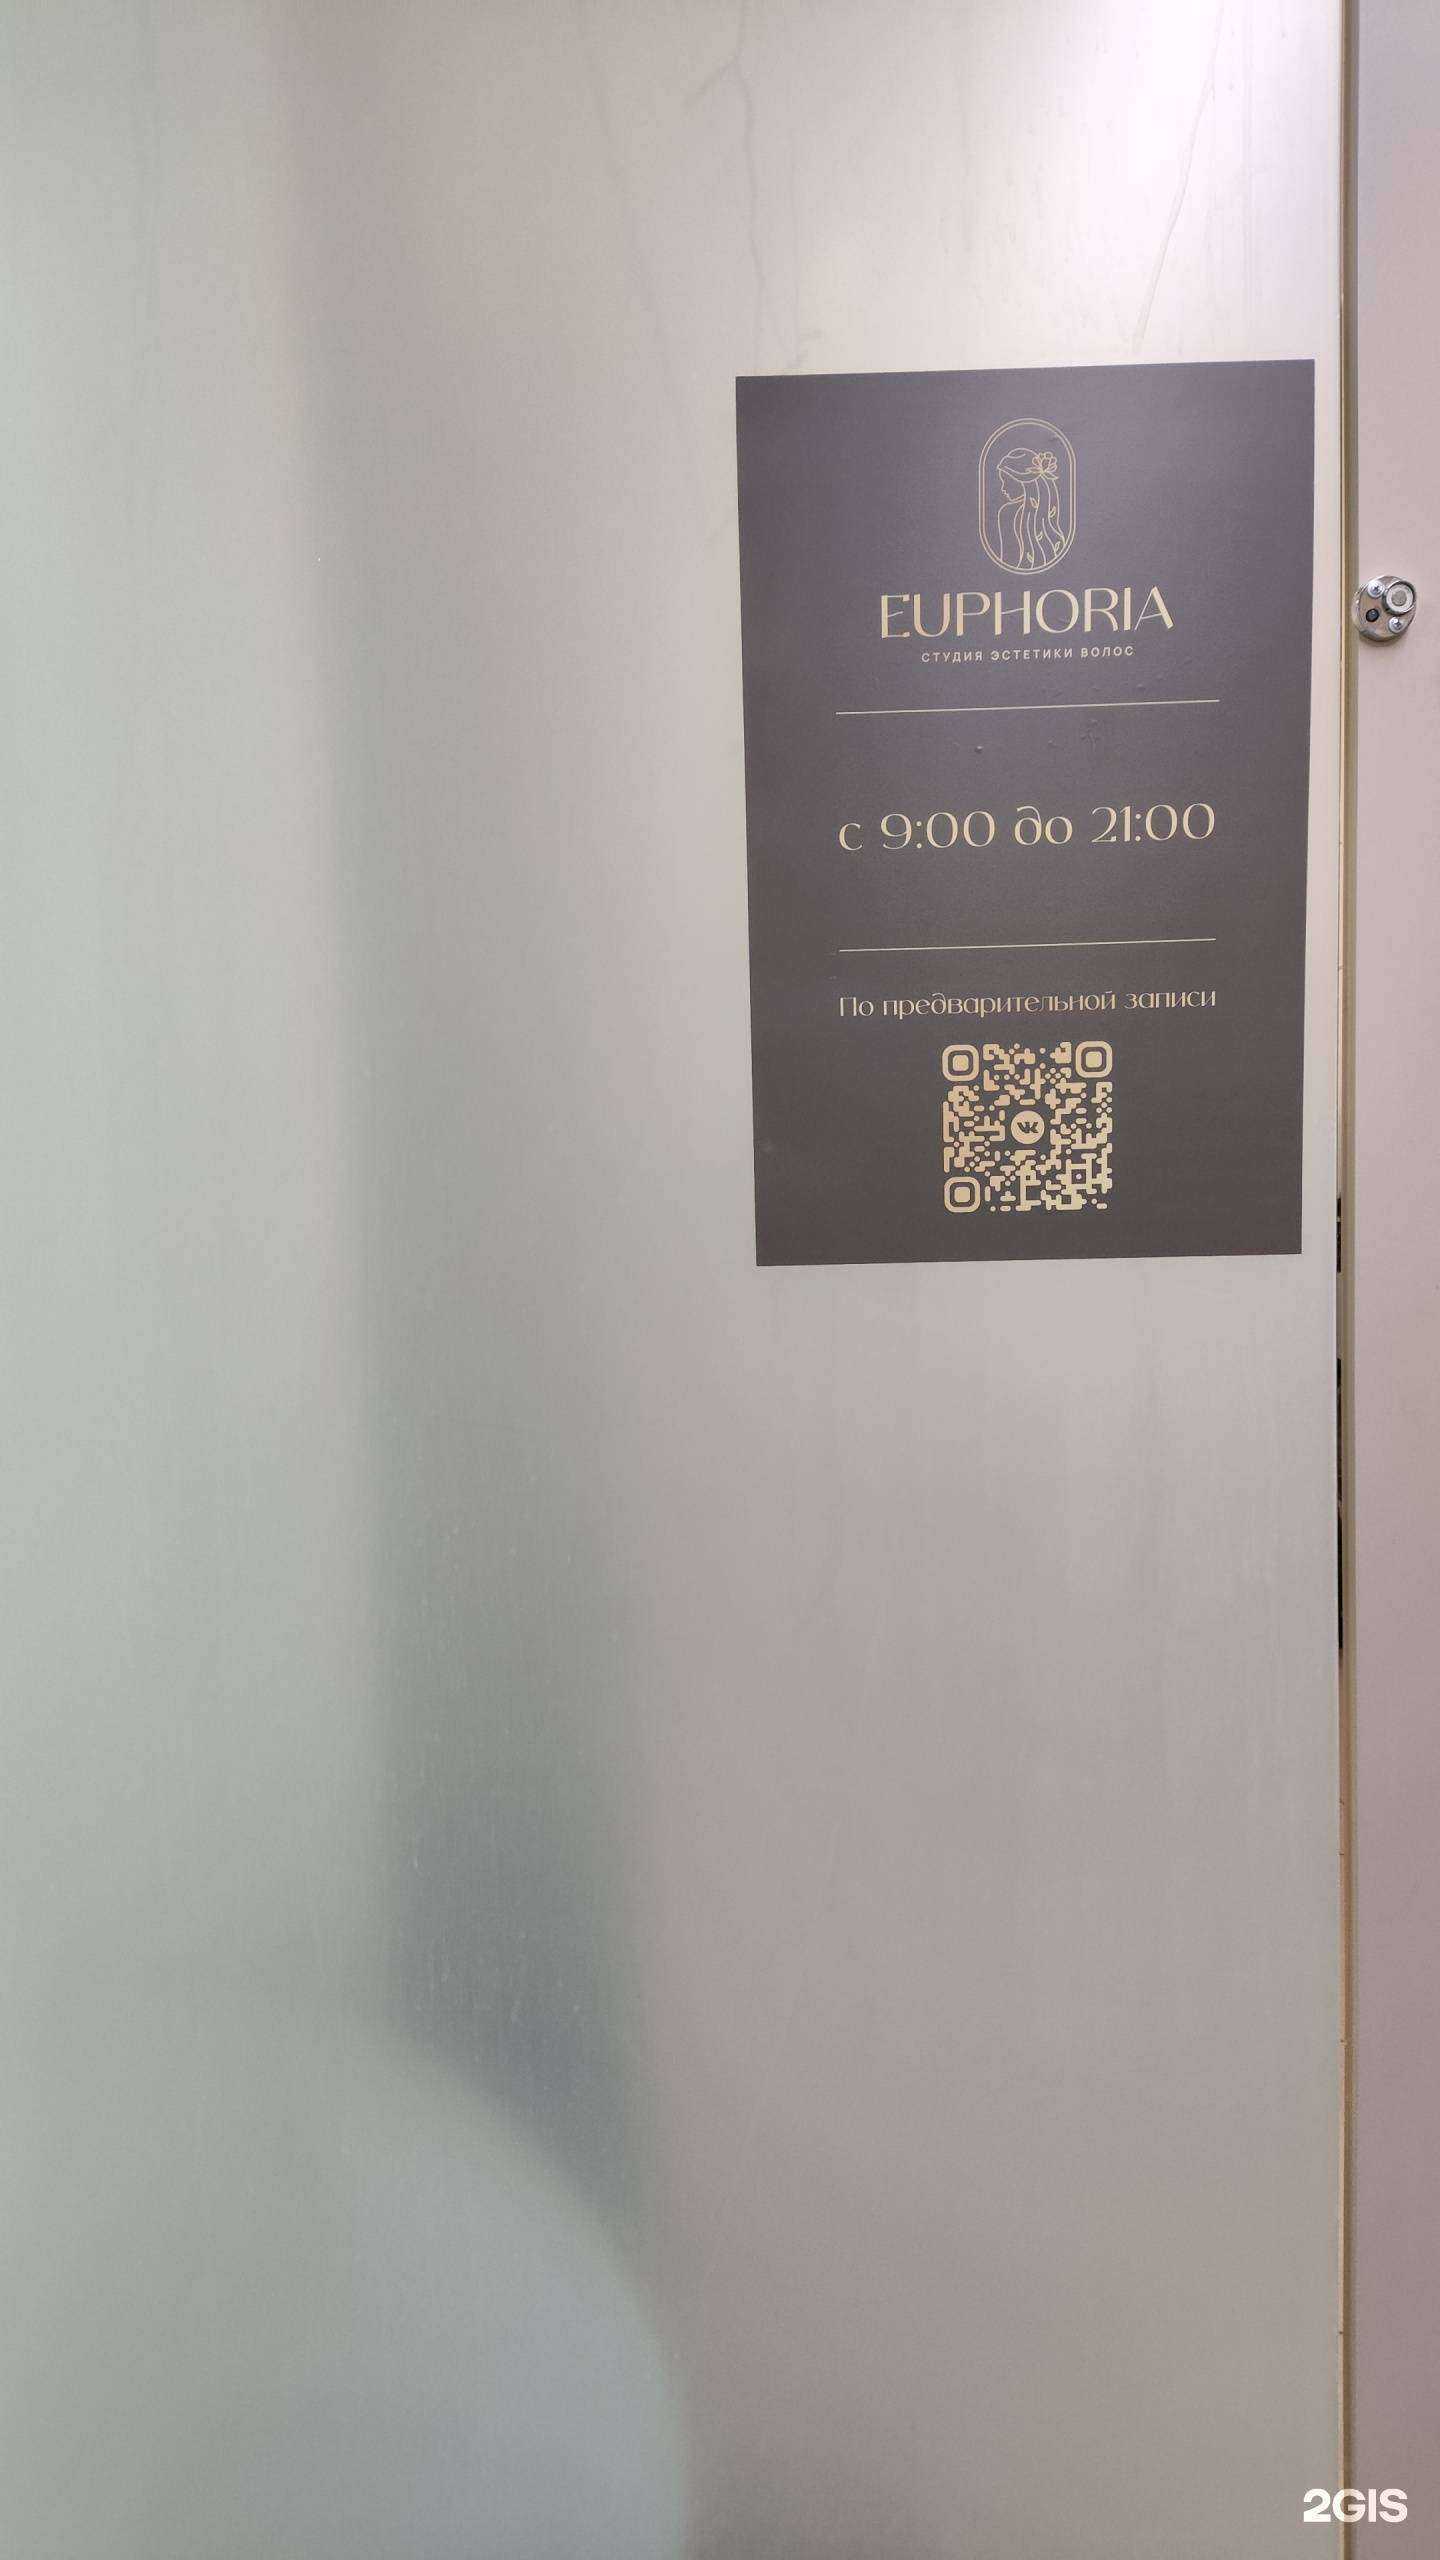 EUPHORIA
СТУДИЯ ЭСТЕТИКИ ВОЛОС
с 9:00 до 21:00
По предварительной записи
2GIS